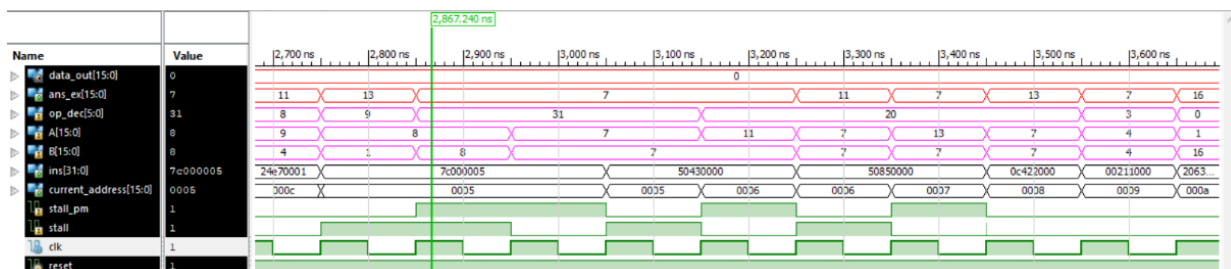 2,867.240 ns
Name Value 2,700 ns 2,800 ns 2,900 ns 3,000 ns 3,100 ns 3,200 ns 3,300 ns 3,400 ns 3,500 ns 3,600 ns
data_out[15:0] 0 0
ans_ex[15:0] 7 11 13 7 11 7 13 7 16
op_dec[5:0] 31 8 9 31 20 3 0
A[15:0] 8 9 8 7 11 7 13 7 4 1
B[15:0] 8 4 1 8 7 7 7 7 4 16
ins[31:0] 7c000005 24e70001 7c000005 50430000 50850000 0c422000 00211000 2063...
current_address[15:0] 0005 000c 0005 0005 0006 0006 0007 0008 0009 000a
stall_pm 1
stall 1
clk 1
reset 1